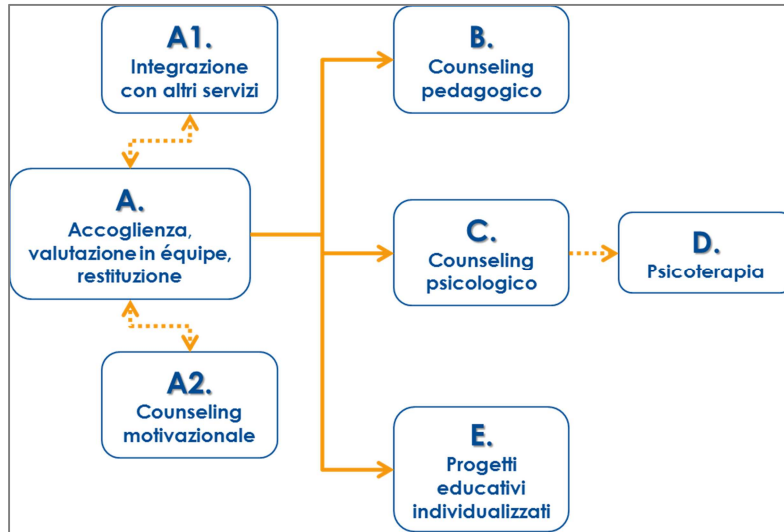 A1.
Integrazione
con altri servizi
B.
Counseling
pedagogico
A.
Accoglienza,
valutazione in équipe,
restituzione
C.
Counseling
psicologico
D.
Psicoterapia
A2.
Counseling
motivazionale
E.
Progetti
educativi
individualizzati